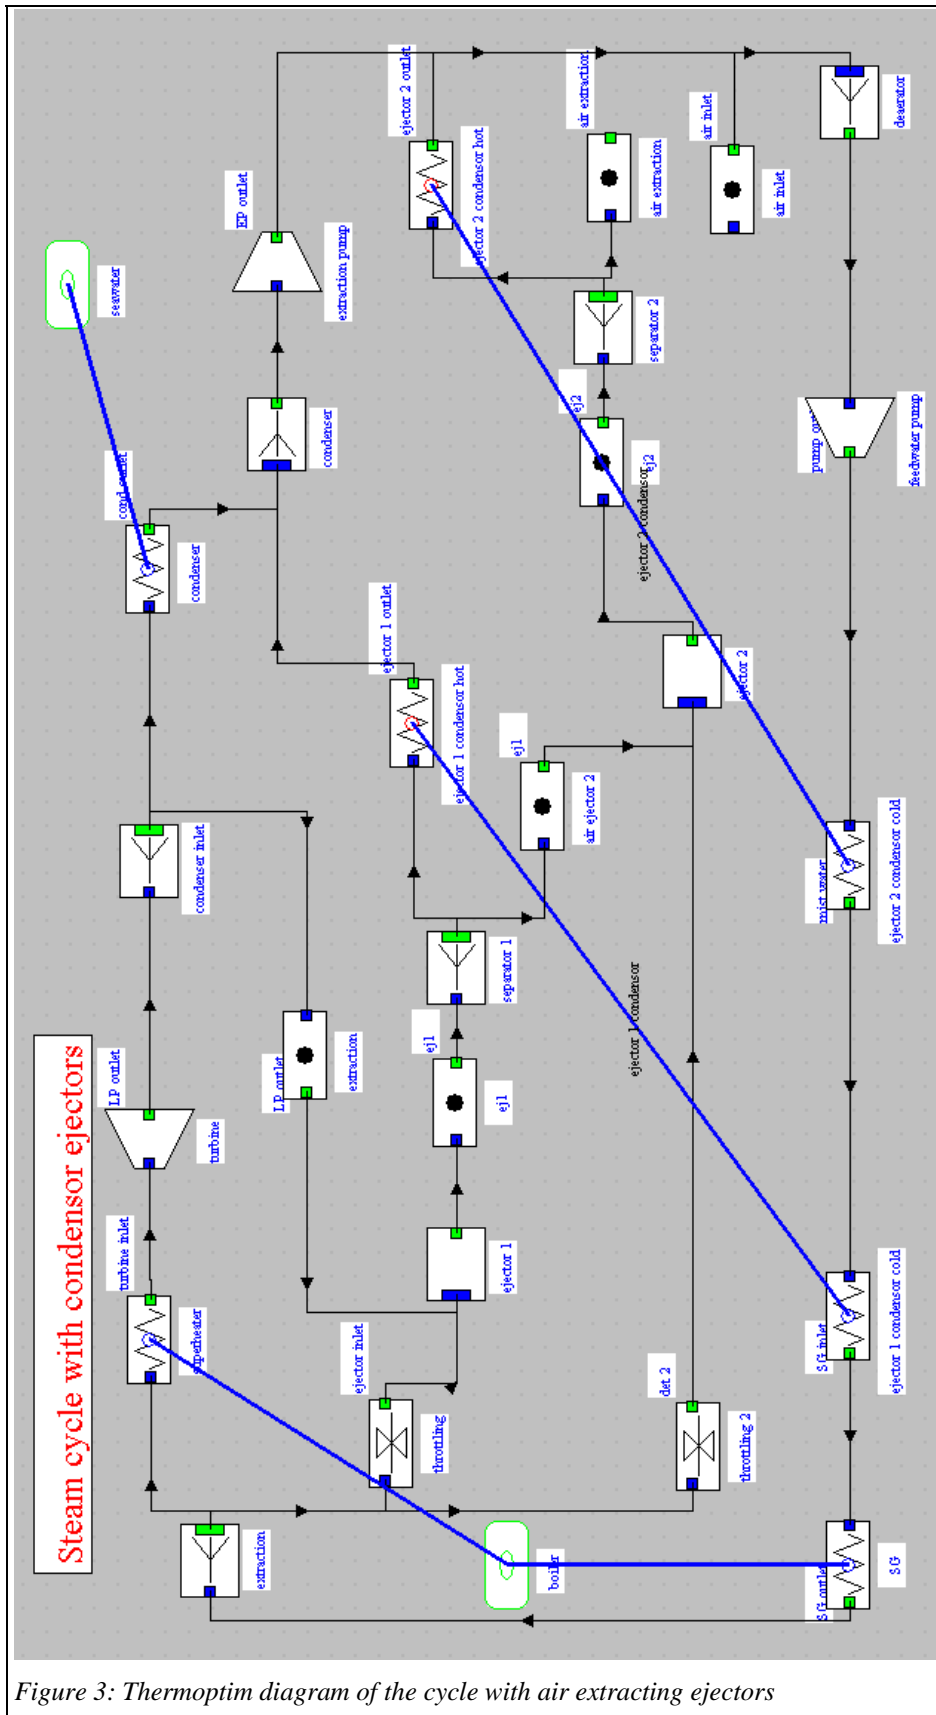 Steam cycle with condensor ejectors
seawater
turbine inlet
LP outlet
cond outlet
superheater
turbine
condenser inlet
condenser
EP outlet
extraction
LP outlet
condenser
extraction pump
extraction
ejector inlet
ejector 1 outlet
ejector 2 outlet
throttling
ej1
ejector 1 condensor hot
ejector 2 condensor hot
ejector 1
ej1
separator 1
ej1
boiler
air ejector 2
ej2
air extraction
ejector 1 condensor
ejector 2 condensor
ej2
separator 2
air extraction
det 2
air inlet
throttling 2
ejector 2
air inlet
SG outlet
SG inlet
mist water
pump
SG
ejector 1 condensor cold
ejector 2 condensor cold
feedwater pump
deaerator
Figure 3: Thermoptim diagram of the cycle with air extracting ejectors